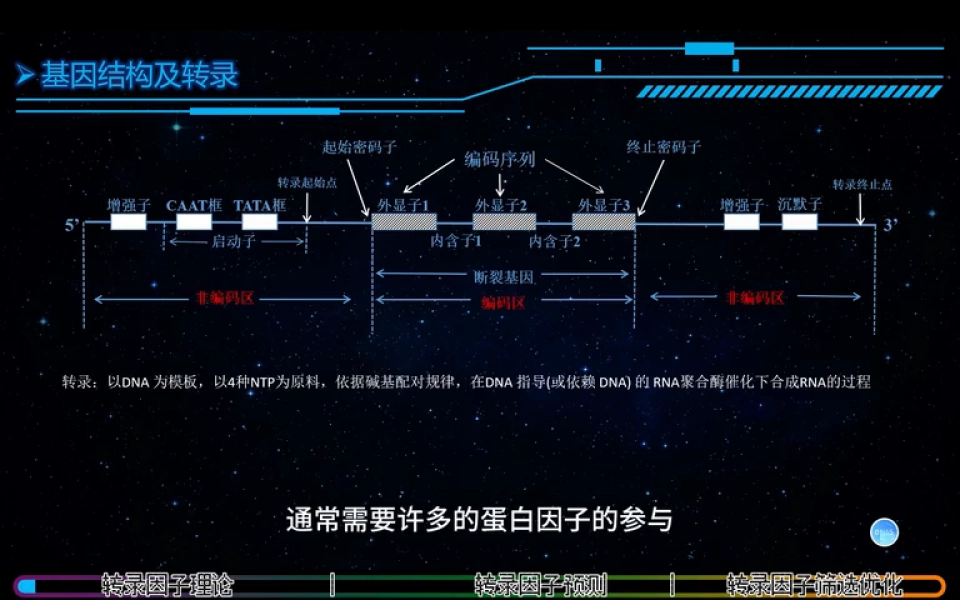 基因结构及转录
起始密码子
编码序列
终止密码子
转录起始点
转录终止点
增强子 CAAT框 TATA框 外显子1 外显子2 外显子3 增强子 沉默子
5’ 3’
启动子 内含子1 内含子2
断裂基因
非编码区 编码区 非编码区
转录：以DNA 为模板，以4种NTP为原料，依据碱基配对规律，在DNA 指导(或依赖 DNA) 的 RNA聚合酶催化下合成RNA的过程
通常需要许多的蛋白因子的参与
转录因子理论 | 转录因子预测 | 转录因子筛选优化